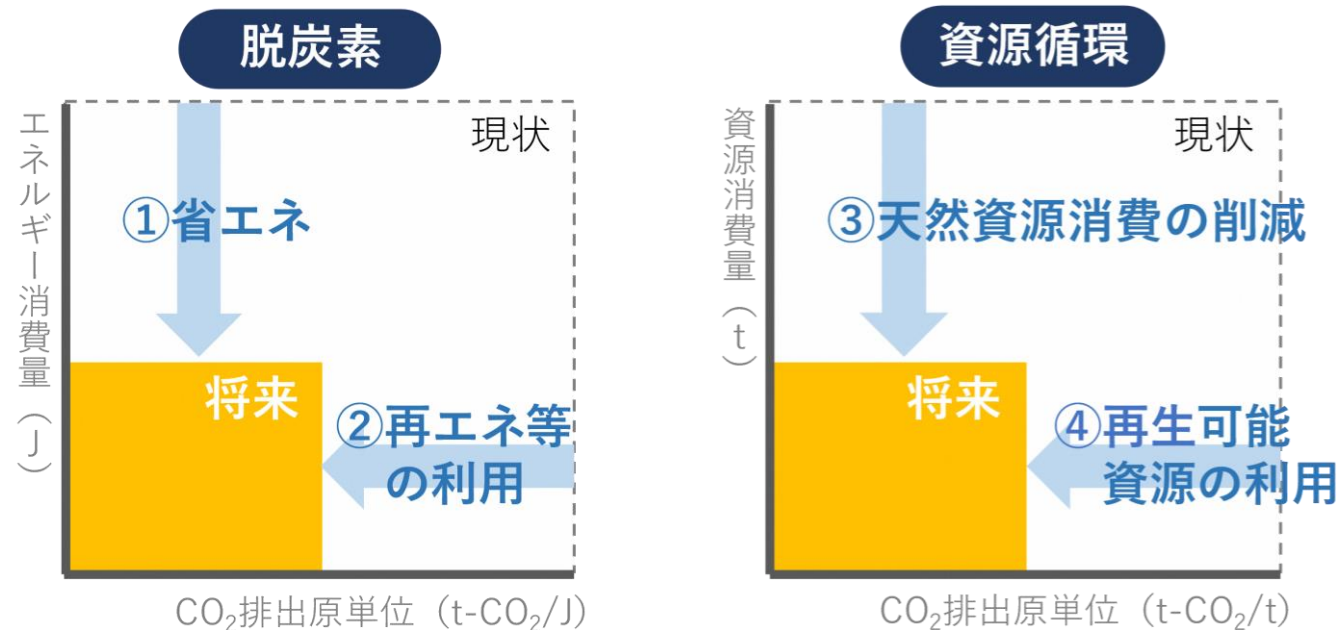 脱炭素
エネルギー消費量（J）
現状
①省エネ
将来
②再エネ等
の利用
CO₂排出原単位（t-CO₂/J）
資源循環
資源消費量（t）
現状
③天然資源消費の削減
将来
④再生可能
資源の利用
CO₂排出原単位（t-CO₂/t）